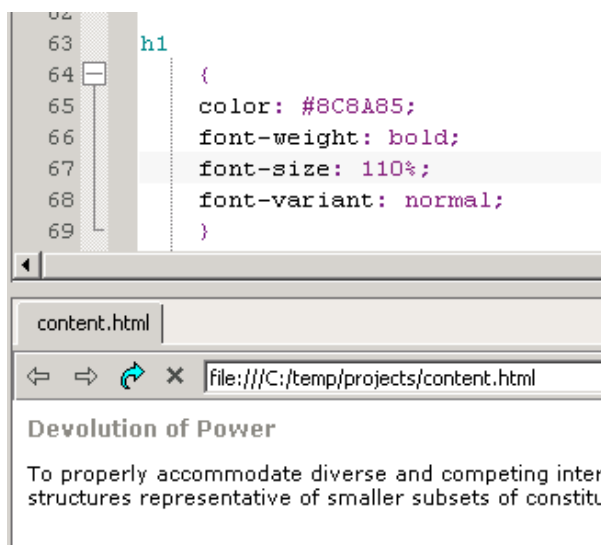 63 h1
64 {
65 color: #8C8A85;
66 font-weight: bold;
67 font-size: 110%;
68 font-variant: normal;
69 }
content.html
file:///C:/temp/projects/content.html
Devolution of Power
To properly accommodate diverse and competing
structures representative of smaller subsets of